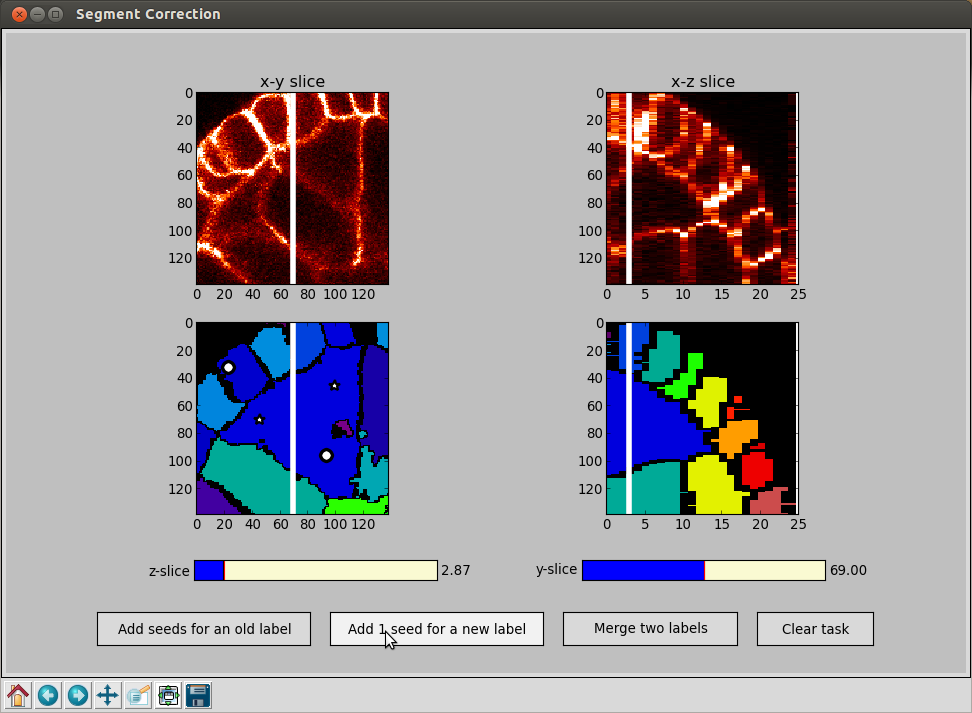 Segment Correction
x-y slice
x-z slice
0
20
40
60
80
100
120
0 20 40 60 80 100 120
0
20
40
60
80
100
120
0 5 10 15 20 25
0
20
40
60
80
100
120
0 20 40 60 80 100 120
0
20
40
60
80
100
120
0 5 10 15 20 25
z-slice 2.87
y-slice 69.00
Add seeds for an old label
Add 1 seed for a new label
Merge two labels
Clear task